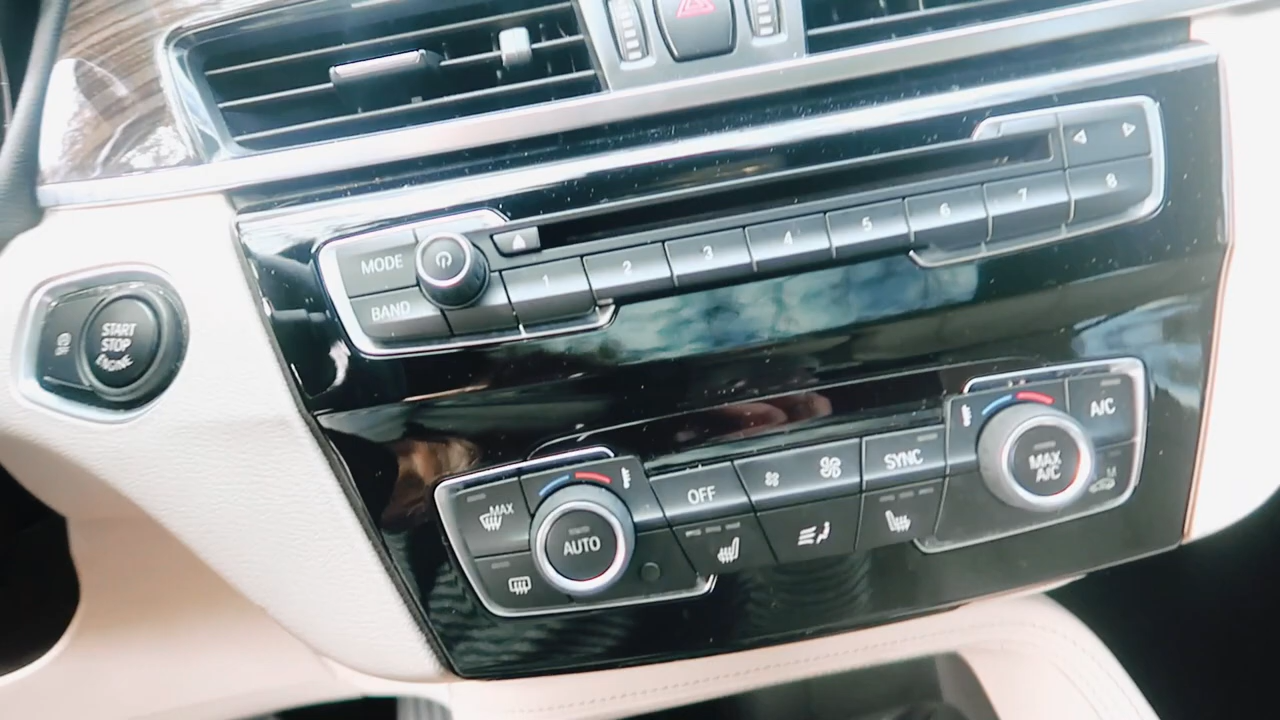 MODE
BAND
1
2
3
4
5
6
7
8
START
STOP
ENGINE
MAX
AUTO
OFF
SYNC
MAX
A/C
A/C
M